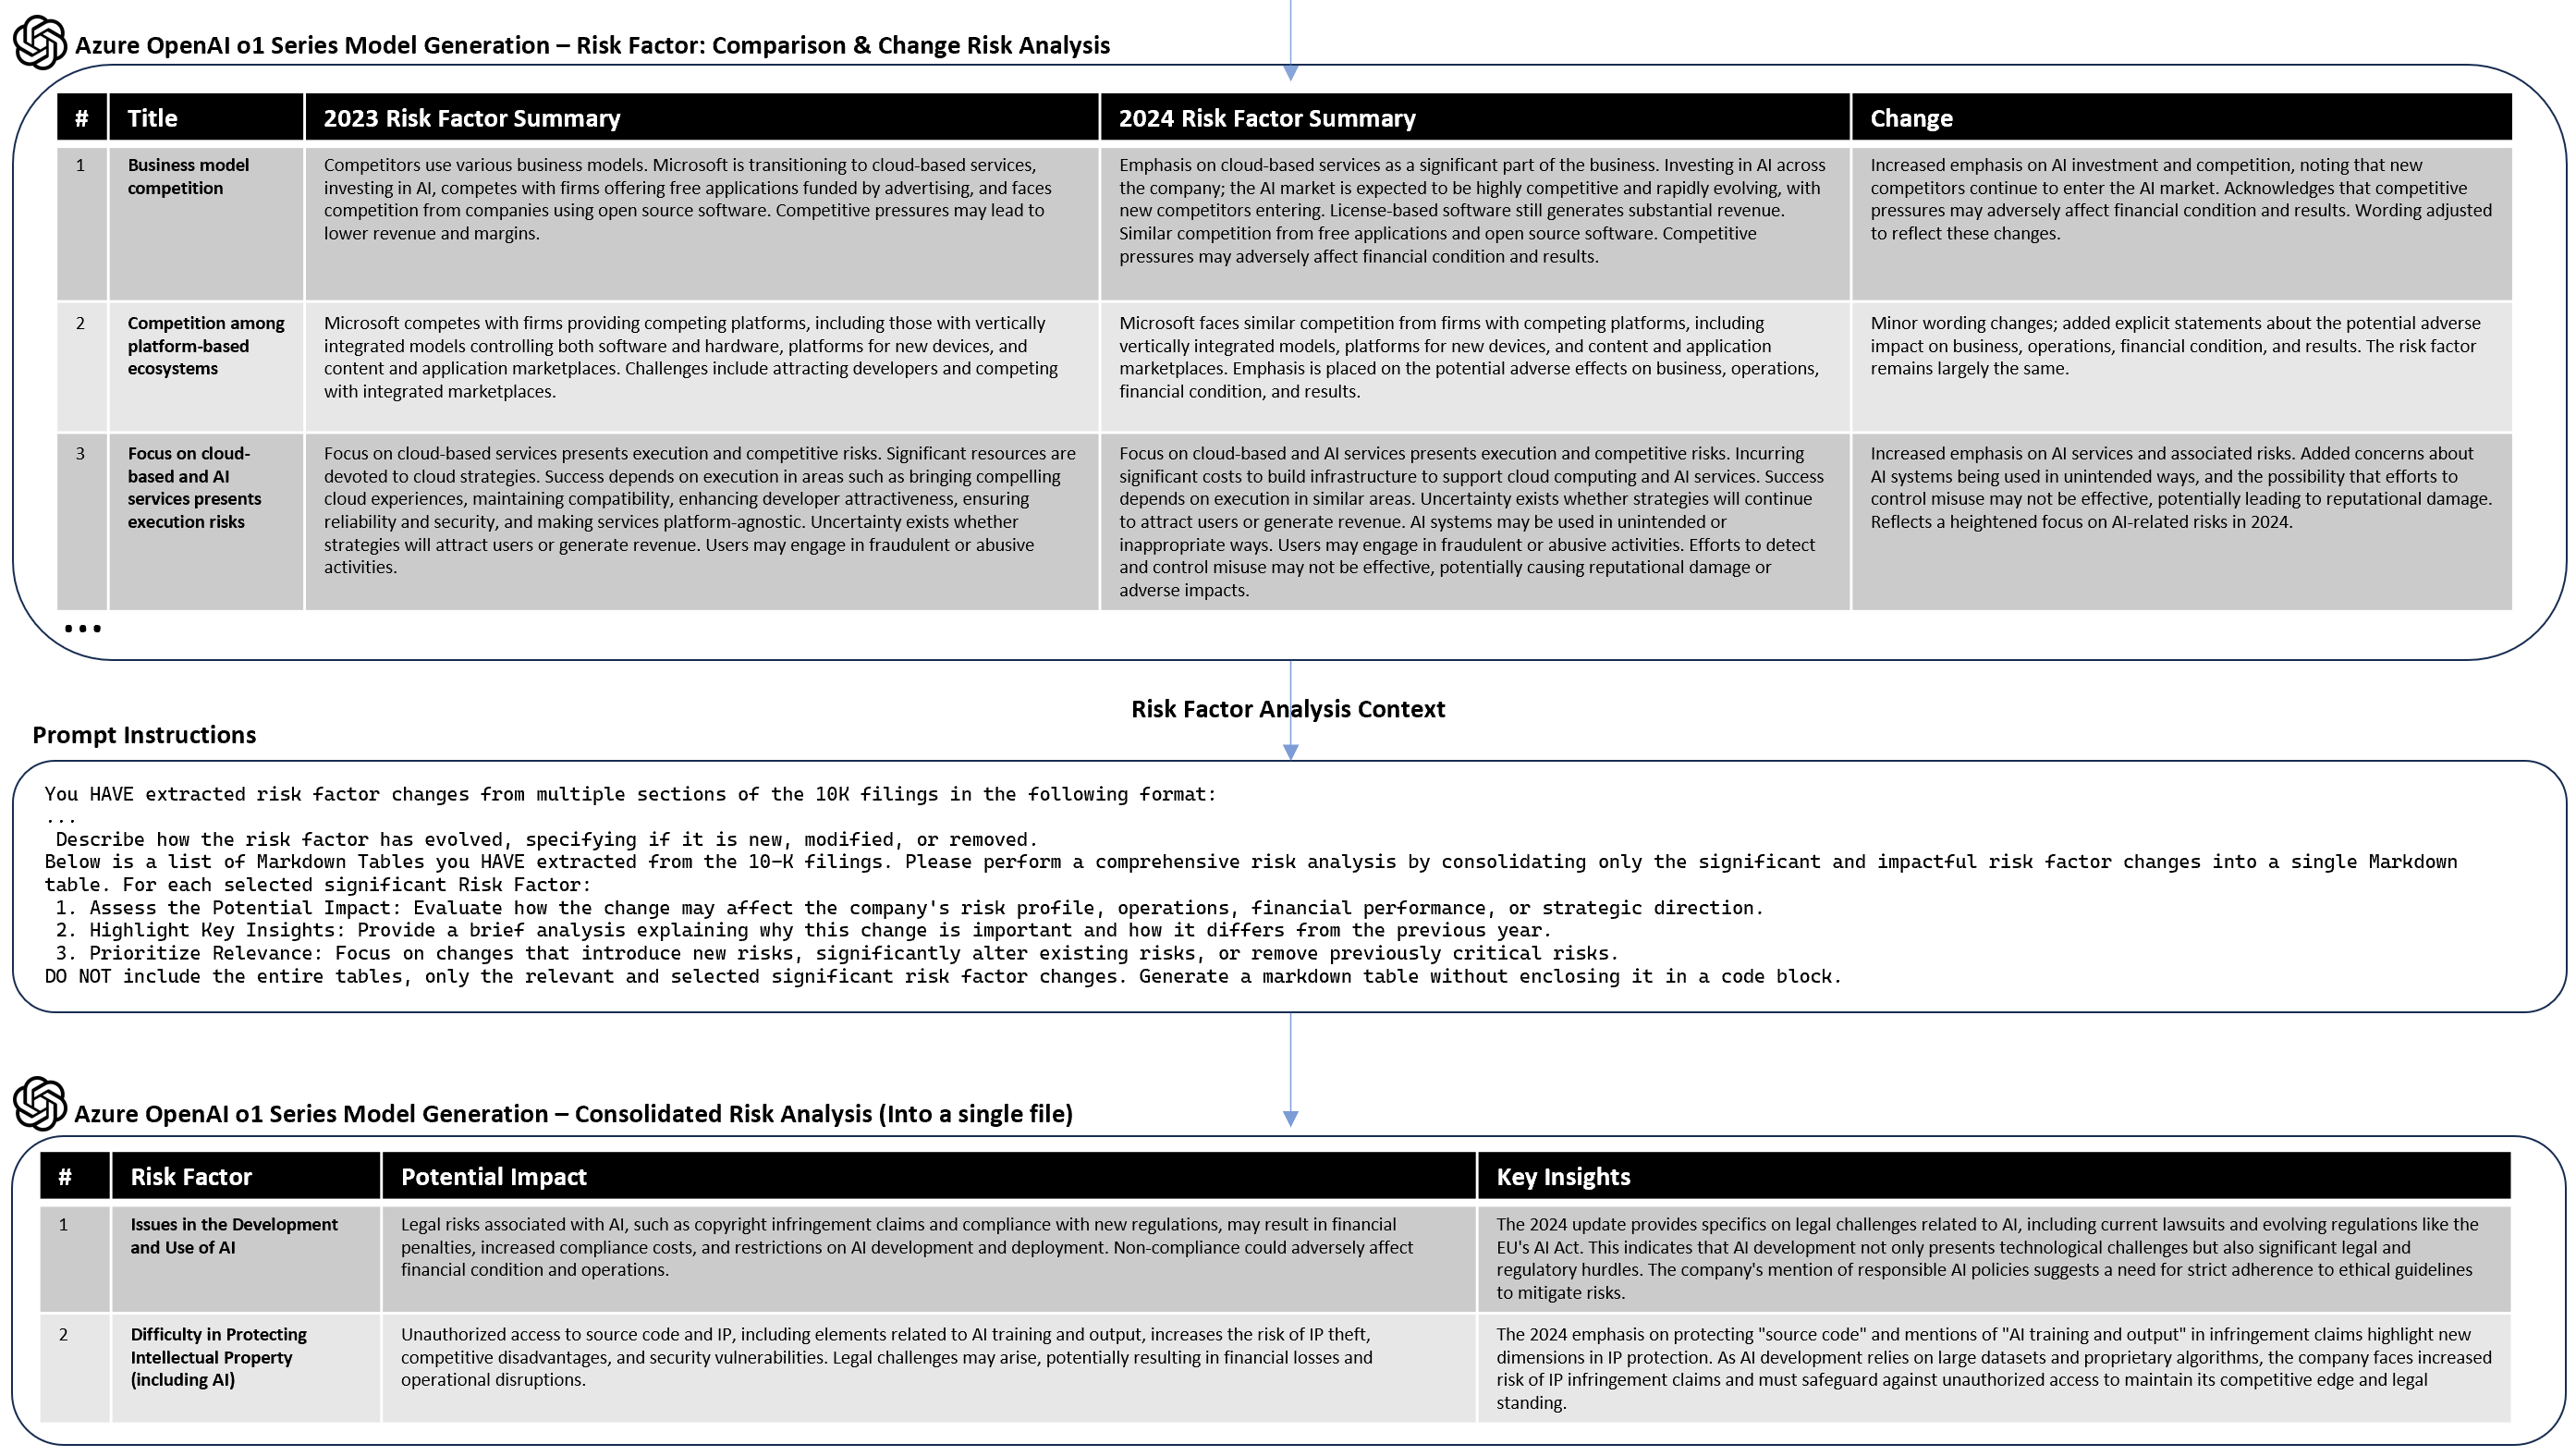 Azure OpenAI o1 Series Model Generation – Risk Factor: Comparison & Change Risk Analysis
# Title 2023 Risk Factor Summary 2024 Risk Factor Summary Change
1
Business model
competition
Competitors use various business models. Microsoft is transitioning to cloud-based services,
investing in AI, competes with firms offering free applications funded by advertising, and faces
competition from companies using open source software. Competitive pressures may lead to
lower revenue and margins.
Emphasis on cloud-based services as a significant part of the business. Investing in AI across
the company; the AI market is expected to be highly competitive and rapidly evolving, with
new competitors entering. License-based software still generates substantial revenue.
Similar competition from free applications and open source software. Competitive
pressures may adversely affect financial condition and results.
Increased emphasis on AI investment and competition, noting that new
competitors continue to enter the AI market. Acknowledges that competitive
pressures may adversely affect financial condition and results. Wording adjusted
to reflect these changes.
2
Competition among
platform-based
ecosystems
Microsoft competes with firms providing competing platforms, including those with vertically
integrated models controlling both software and hardware, platforms for new devices, and
content and application marketplaces. Challenges include attracting developers and competing
with integrated marketplaces.
Microsoft faces similar competition from firms with competing platforms, including
vertically integrated models, platforms for new devices, and content and application
marketplaces. Emphasis is placed on the potential adverse effects on business, operations,
financial condition, and results.
Minor wording changes; added explicit statements about the potential adverse
impact on business, operations, financial condition, and results. The risk factor
remains largely the same.
3
Focus on cloud-
based and AI
services presents
execution risks
Focus on cloud-based services presents execution and competitive risks. Significant resources are
devoted to cloud strategies. Success depends on execution in areas such as bringing compelling
cloud experiences, maintaining compatibility, enhancing developer attractiveness, ensuring
reliability and security, and making services platform-agnostic. Uncertainty exists whether
strategies will attract users or generate revenue. Users may engage in fraudulent or abusive
activities.
Focus on cloud-based and AI services presents execution and competitive risks. Incurring
significant costs to build infrastructure to support cloud computing and AI services. Success
depends on execution in similar areas. Uncertainty exists whether strategies will continue
to attract users or generate revenue. AI systems may be used in unintended or
inappropriate ways. Users may engage in fraudulent or abusive activities. Efforts to detect
and control misuse may not be effective, potentially causing reputational damage or
adverse impacts.
Increased emphasis on AI services and associated risks. Added concerns about
AI systems being used in unintended ways, and the possibility that efforts to
control misuse may not be effective, potentially leading to reputational damage.
Reflects a heightened focus on AI-related risks in 2024.
...
Risk Factor Analysis Context
Prompt Instructions
You HAVE extracted risk factor changes from multiple sections of the 10K filings in the following format:
...
Describe how the risk factor has evolved, specifying if it is new, modified, or removed.
Below is a list of Markdown Tables you HAVE extracted from the 10-K filings. Please perform a comprehensive risk analysis by consolidating only the significant and impactful risk factor changes into a single Markdown
table. For each selected significant Risk Factor:
1. Assess the Potential Impact: Evaluate how the change may affect the company's risk profile, operations, financial performance, or strategic direction.
2. Highlight Key Insights: Provide a brief analysis explaining why this change is important and how it differs from the previous year.
3. Prioritize Relevance: Focus on changes that introduce new risks, significantly alter existing risks, or remove previously critical risks.
DO NOT include the entire tables, only the relevant and selected significant risk factor changes. Generate a markdown table without enclosing it in a code block.
Azure OpenAI o1 Series Model Generation – Consolidated Risk Analysis (Into a single file)
# Risk Factor Potential Impact Key Insights
1
Issues in the Development
and Use of AI
Legal risks associated with AI, such as copyright infringement claims and compliance with new regulations, may result in financial
penalties, increased compliance costs, and restrictions on AI development and deployment. Non-compliance could adversely affect
financial condition and operations.
The 2024 update provides specifics on legal challenges related to AI, including current lawsuits and evolving regulations like the
EU's AI Act. This indicates that AI development not only presents technological challenges but also significant legal and
regulatory hurdles. The company's mention of responsible AI policies suggests a need for strict adherence to ethical guidelines
to mitigate risks.
2
Difficulty in Protecting
Intellectual Property
(including AI)
Unauthorized access to source code and IP, including elements related to AI training and output, increases the risk of IP theft,
competitive disadvantages, and security vulnerabilities. Legal challenges may arise, potentially resulting in financial losses and
operational disruptions.
The 2024 emphasis on protecting "source code" and mentions of "AI training and output" in infringement claims highlight new
dimensions in IP protection. As AI development relies on large datasets and proprietary algorithms, the company faces increased
risk of IP infringement claims and must safeguard against unauthorized access to maintain its competitive edge and legal
standing.